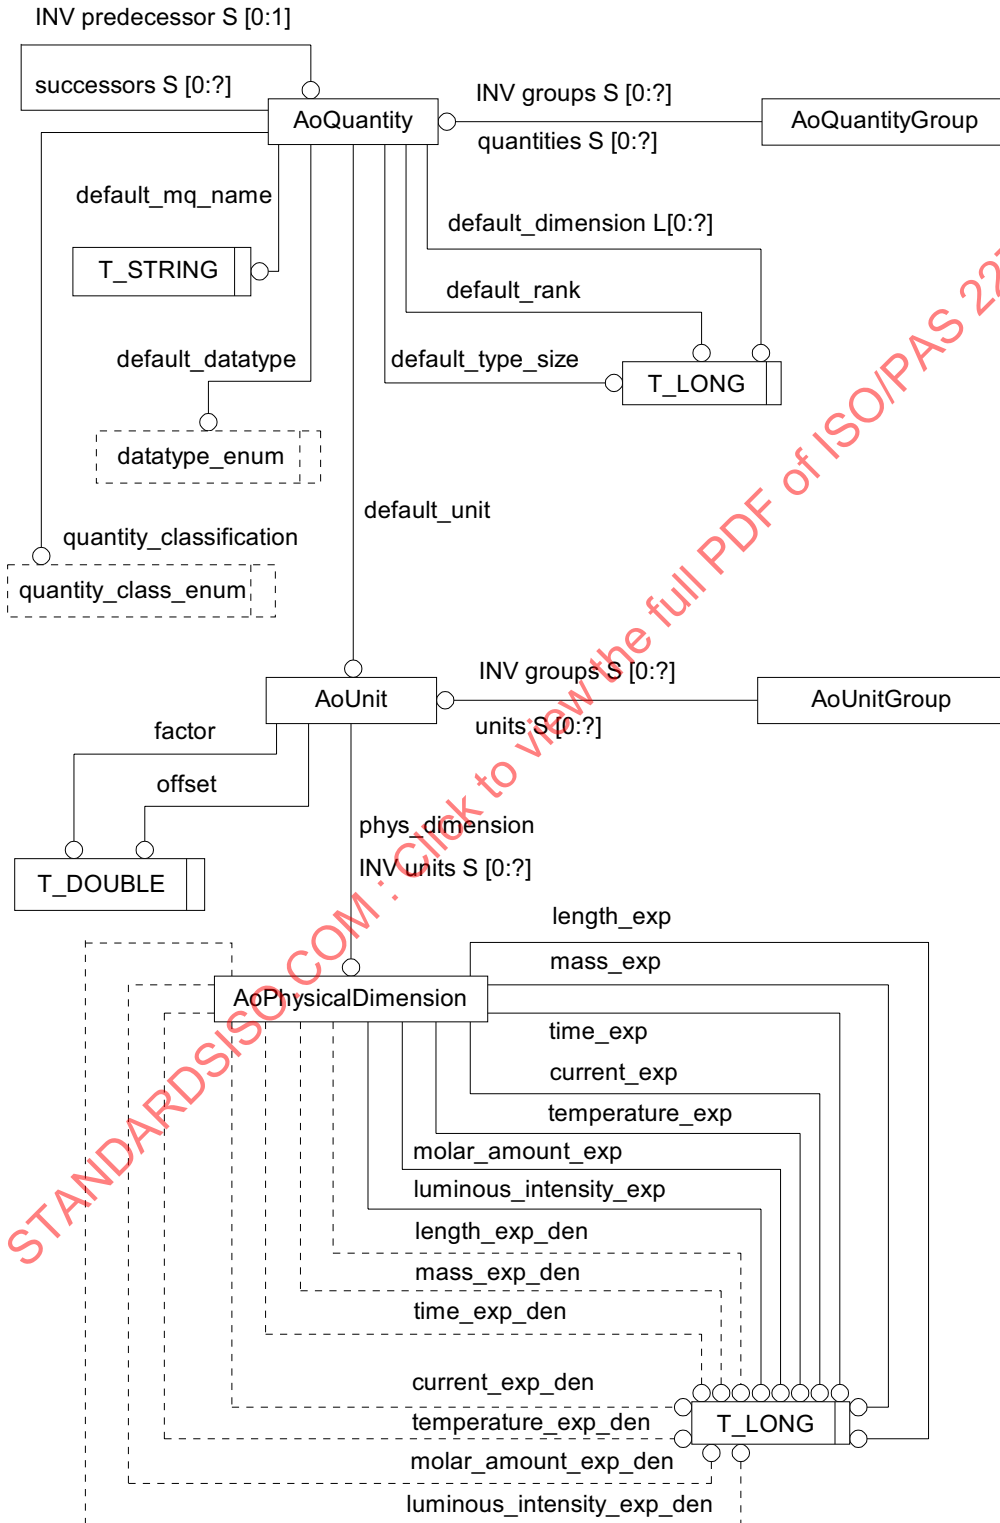 INV predecessor S [0:1]
successors S [0:?]
INV groups S [0:?]
AoQuantity
AoQuantityGroup
quantities S [0:?]
default_mq_name
default_dimension L[0:?]
T_STRING
default_rank
default_datatype
default_type_size
T_LONG
datatype_enum
default_unit
quantity_classification
quantity_class_enum
INV groups S [0:?]
AoUnit
AoUnitGroup
units S [0:?]
factor
offset
phys_dimension
INV units S [0:?]
T_DOUBLE
length_exp
mass_exp
AoPhysicalDimension
time_exp
current_exp
temperature_exp
molar_amount_exp
luminous_intensity_exp
length_exp_den
mass_exp_den
time_exp_den
current_exp_den
temperature_exp_den
T_LONG
molar_amount_exp_den
luminous_intensity_exp_den
STANDARDSISO.COM : Click to view the full PDF of ISO/PAS